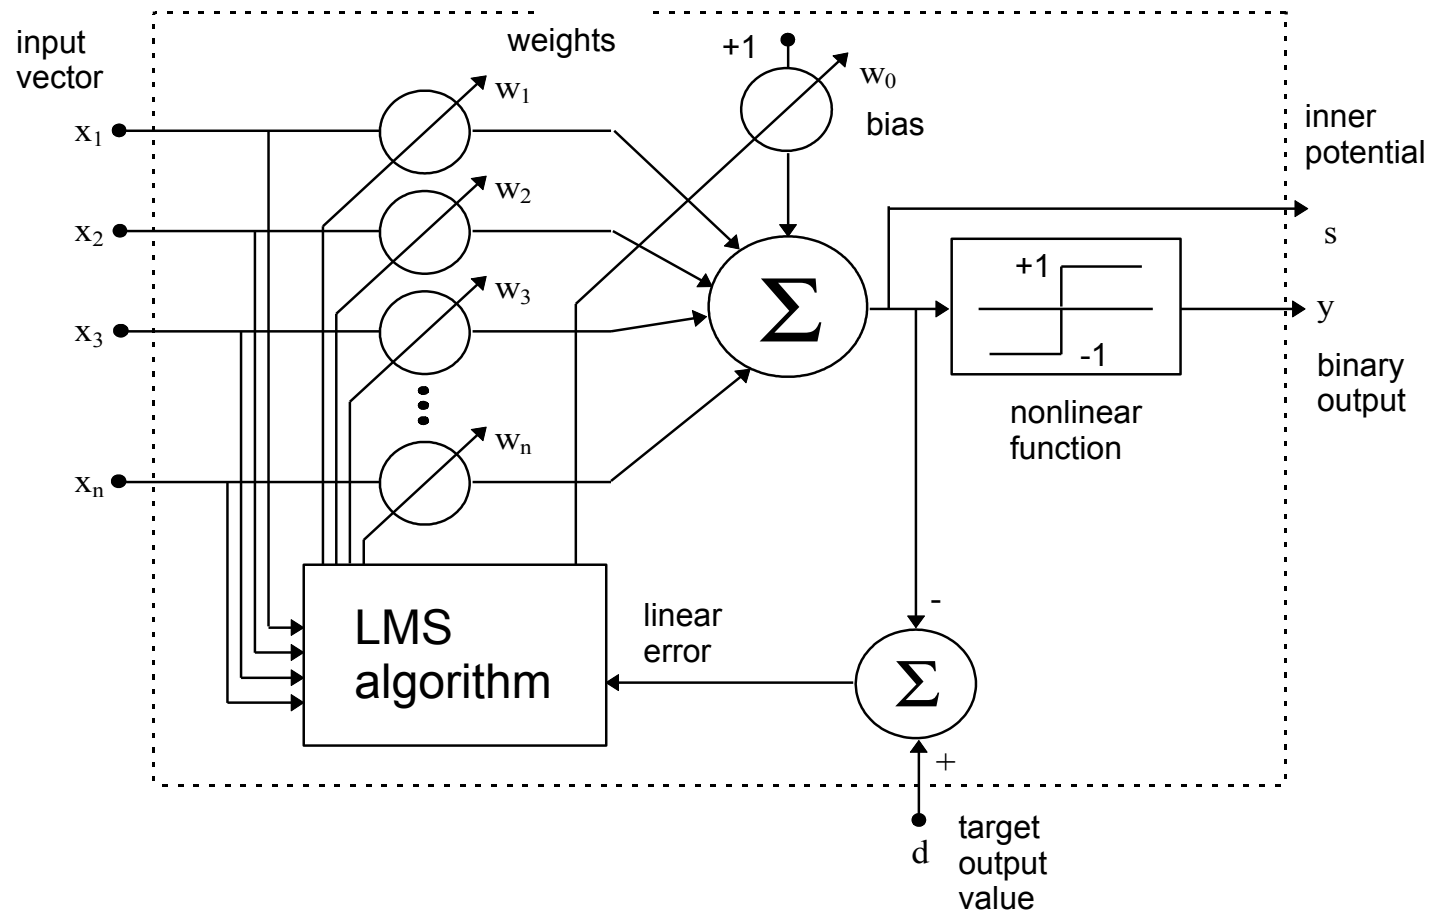 input
vector
weights
+1
w0
bias
x1
w1
inner
potential
x2
w2
s
Σ
+1
-1
x3
w3
y
binary
output
nonlinear
function
xn
wn
LMS
algorithm
linear
error
-
Σ
+
d
target
output
value